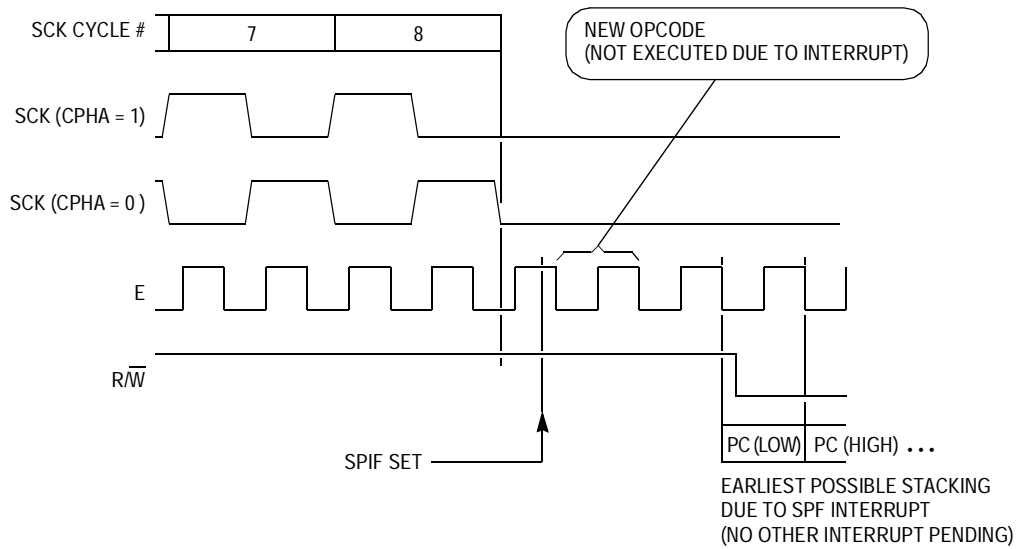 SCK CYCLE #
7
8
NEW OPCODE
(NOT EXECUTED DUE TO INTERRUPT)
SCK (CPHA = 1)
SCK (CPHA = 0 )
E
R/W̅
SPIF SET
PC (LOW)
PC (HIGH) ...
EARLIEST POSSIBLE STACKING
DUE TO SPF INTERRUPT
(NO OTHER INTERRUPT PENDING)